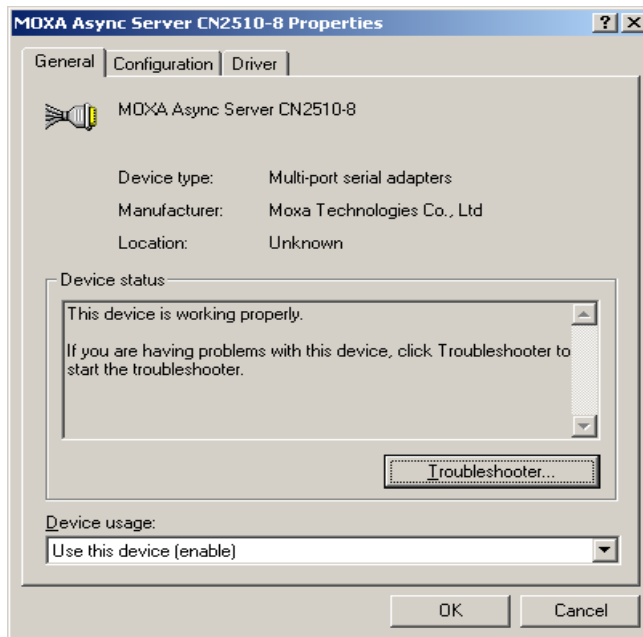 MOXA Async Server CN2510-8 Properties
General Configuration Driver
MOXA Async Server CN2510-8
Device type: Multi-port serial adapters
Manufacturer: Moxa Technologies Co., Ltd
Location: Unknown
Device status
This device is working properly.
If you are having problems with this device, click Troubleshooter to
start the troubleshooter.
Troubleshooter...
Device usage:
Use this device (enable)
OK Cancel